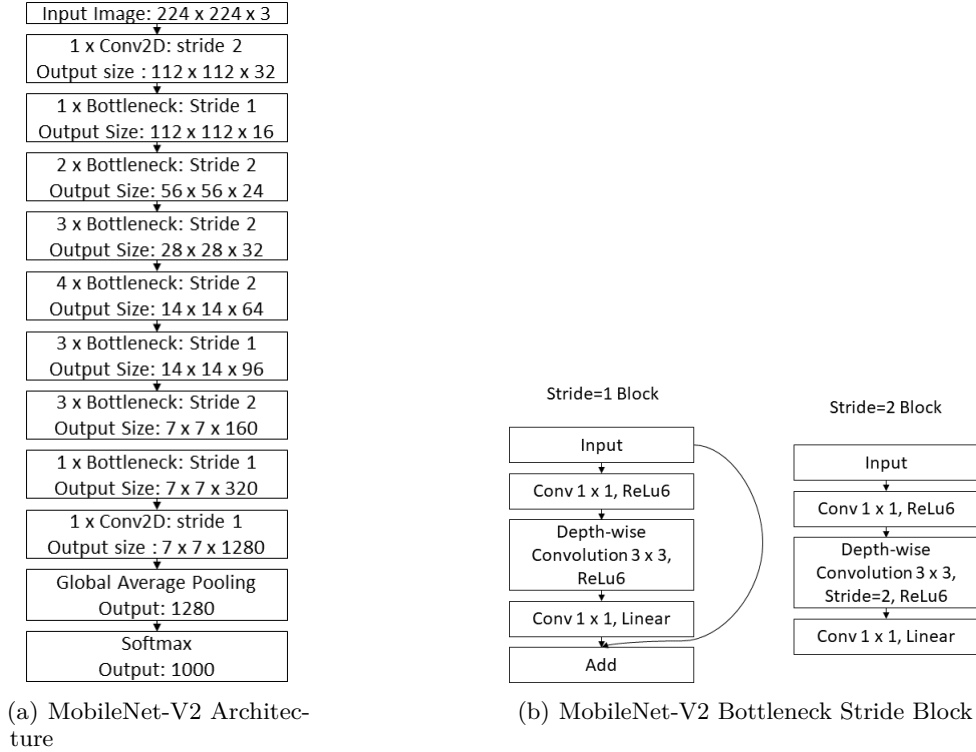 Input Image: 224 x 224 x 3
1 x Conv2D: stride 2
Output size : 112 x 112 x 32
1 x Bottleneck: Stride 1
Output Size: 112 x 112 x 16
2 x Bottleneck: Stride 2
Output Size: 56 x 56 x 24
3 x Bottleneck: Stride 2
Output Size: 28 x 28 x 32
4 x Bottleneck: Stride 2
Output Size: 14 x 14 x 64
3 x Bottleneck: Stride 1
Output Size: 14 x 14 x 96
3 x Bottleneck: Stride 2
Output Size: 7 x 7 x 160
1 x Bottleneck: Stride 1
Output Size: 7 x 7 x 320
1 x Conv2D: stride 1
Output size : 7 x 7 x 1280
Global Average Pooling
Output: 1280
Softmax
Output: 1000
(a) MobileNet-V2 Architec-
ture
Stride=1 Block
Input
Conv 1 x 1, ReLu6
Depth-wise
Convolution 3 x 3,
ReLu6
Conv 1 x 1, Linear
Add
Stride=2 Block
Input
Conv 1 x 1, ReLu6
Depth-wise
Convolution 3 x 3,
Stride=2, ReLu6
Conv 1 x 1, Linear
(b) MobileNet-V2 Bottleneck Stride Block